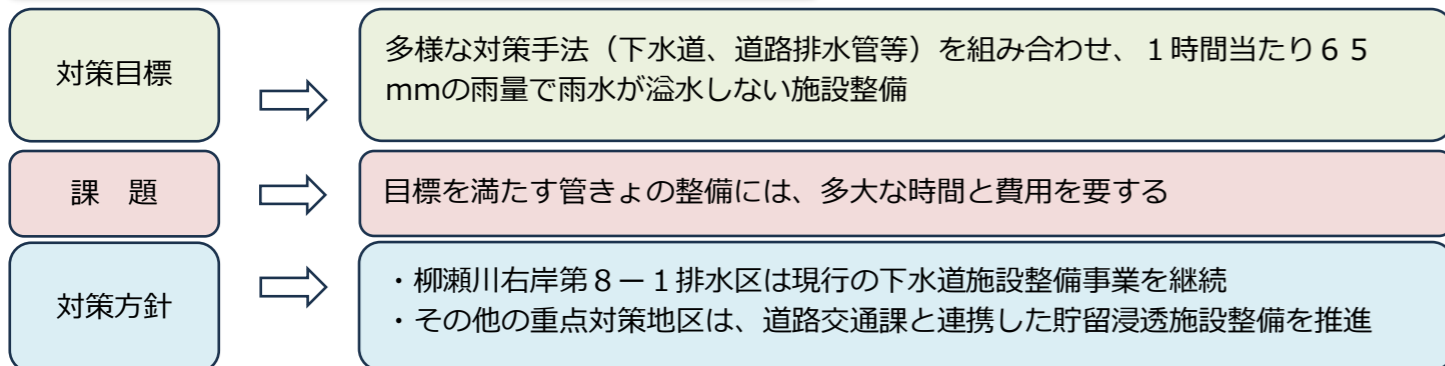 対策目標
多様な対策手法（下水道、道路排水管等）を組み合わせ、１時間当たり６５
mmの雨量で雨水が溢水しない施設整備
課　題
目標を満たす管きょの整備には、多大な時間と費用を要する
対策方針
・柳瀬川右岸第８－１排水区は現行の下水道施設整備事業を継続
・その他の重点対策地区は、道路交通課と連携した貯留浸透施設整備を推進